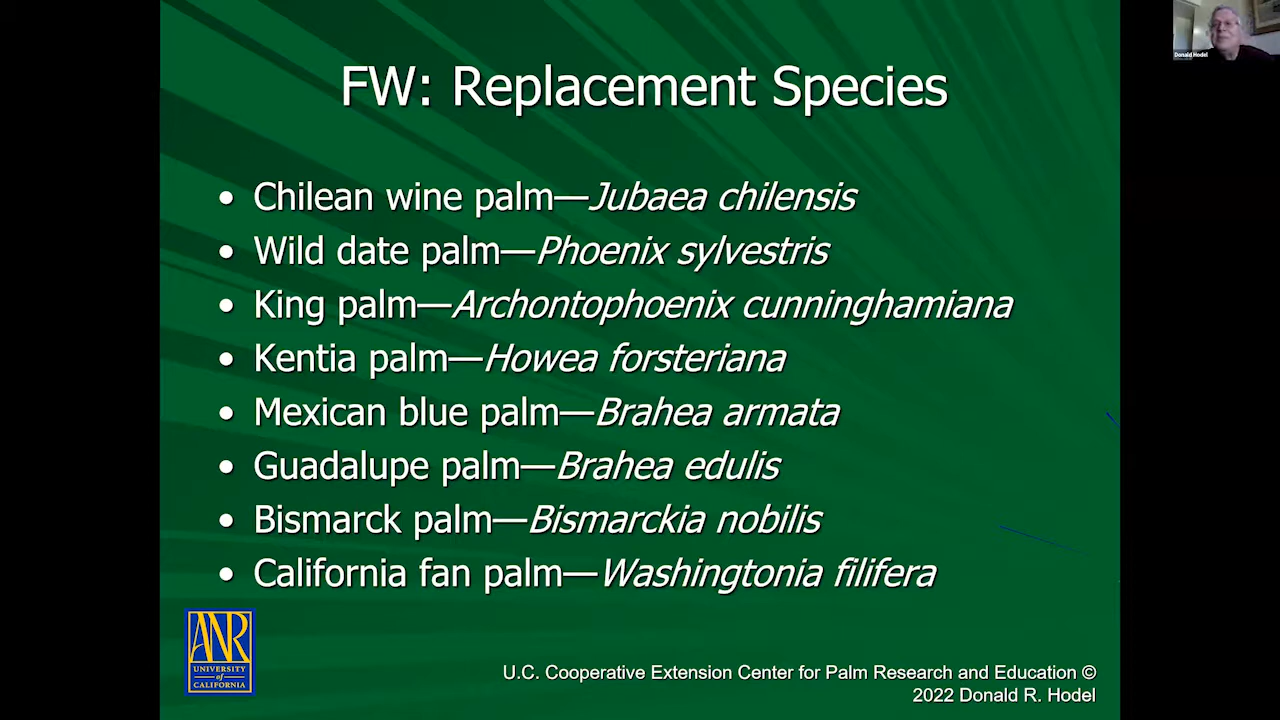 Donald Hodel
FW: Replacement Species
• Chilean wine palm—Jubaea chilensis
• Wild date palm—Phoenix sylvestris
• King palm—Archontophoenix cunninghamiana
• Kentia palm—Howea forsteriana
• Mexican blue palm—Brahea armata
• Guadalupe palm—Brahea edulis
• Bismarck palm—Bismarckia nobilis
• California fan palm—Washingtonia filifera
ANR
UNIVERSITY
of
CALIFORNIA
U.C. Cooperative Extension Center for Palm Research and Education ©
2022 Donald R. Hodel